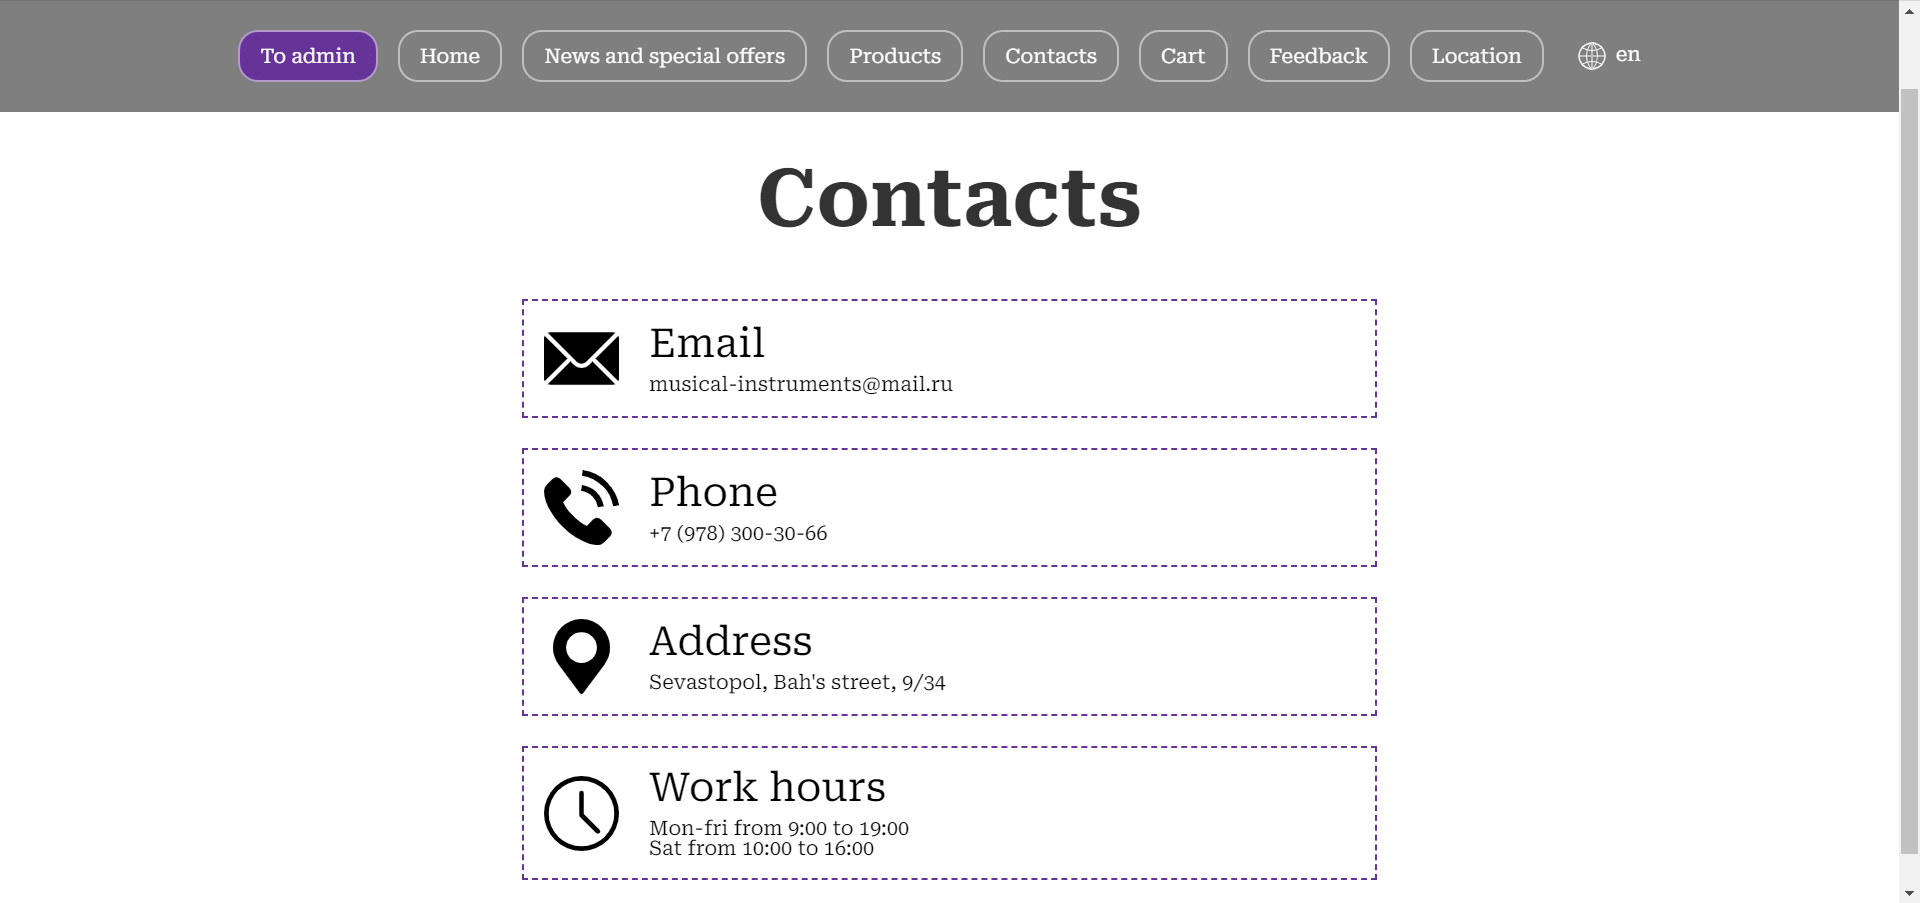 To admin
Home
News and special offers
Products
Contacts
Cart
Feedback
Location
en
Contacts
Email
musical-instruments@mail.ru
Phone
+7 (978) 300-30-66
Address
Sevastopol, Bah's street, 9/34
Work hours
Mon-fri from 9:00 to 19:00
Sat from 10:00 to 16:00